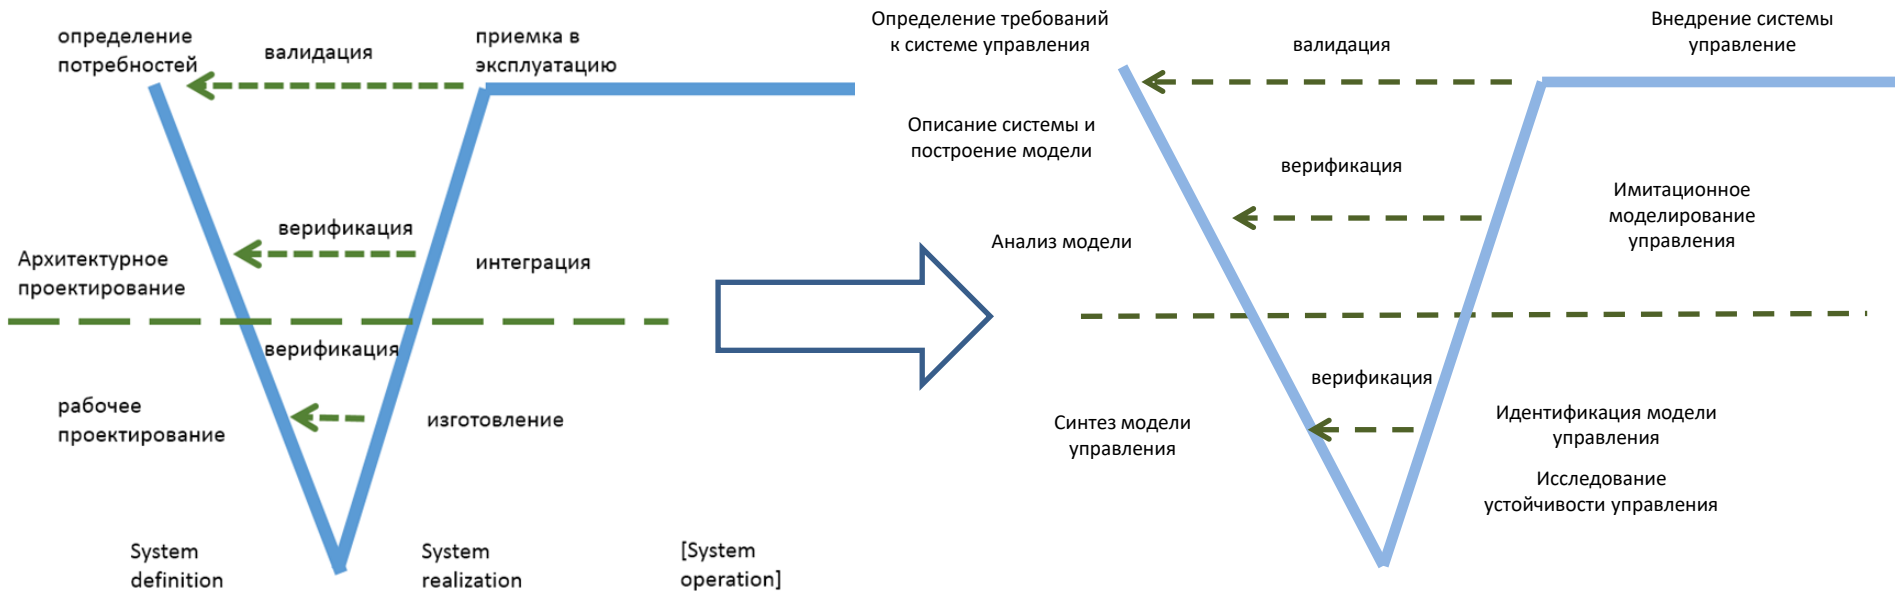 определение
потребностей
валидация
приемка в
эксплуатацию
верификация
Архитектурное
проектирование
интеграция
верификация
рабочее
проектирование
изготовление
System
definition
System
realization
[System
operation]
Определение требований
к системе управления
валидация
Внедрение системы
управление
Описание системы и
построение модели
верификация
Имитационное
моделирование
управления
Анализ модели
верификация
Синтез модели
управления
Идентификация модели
управления
Исследование
устойчивости управления